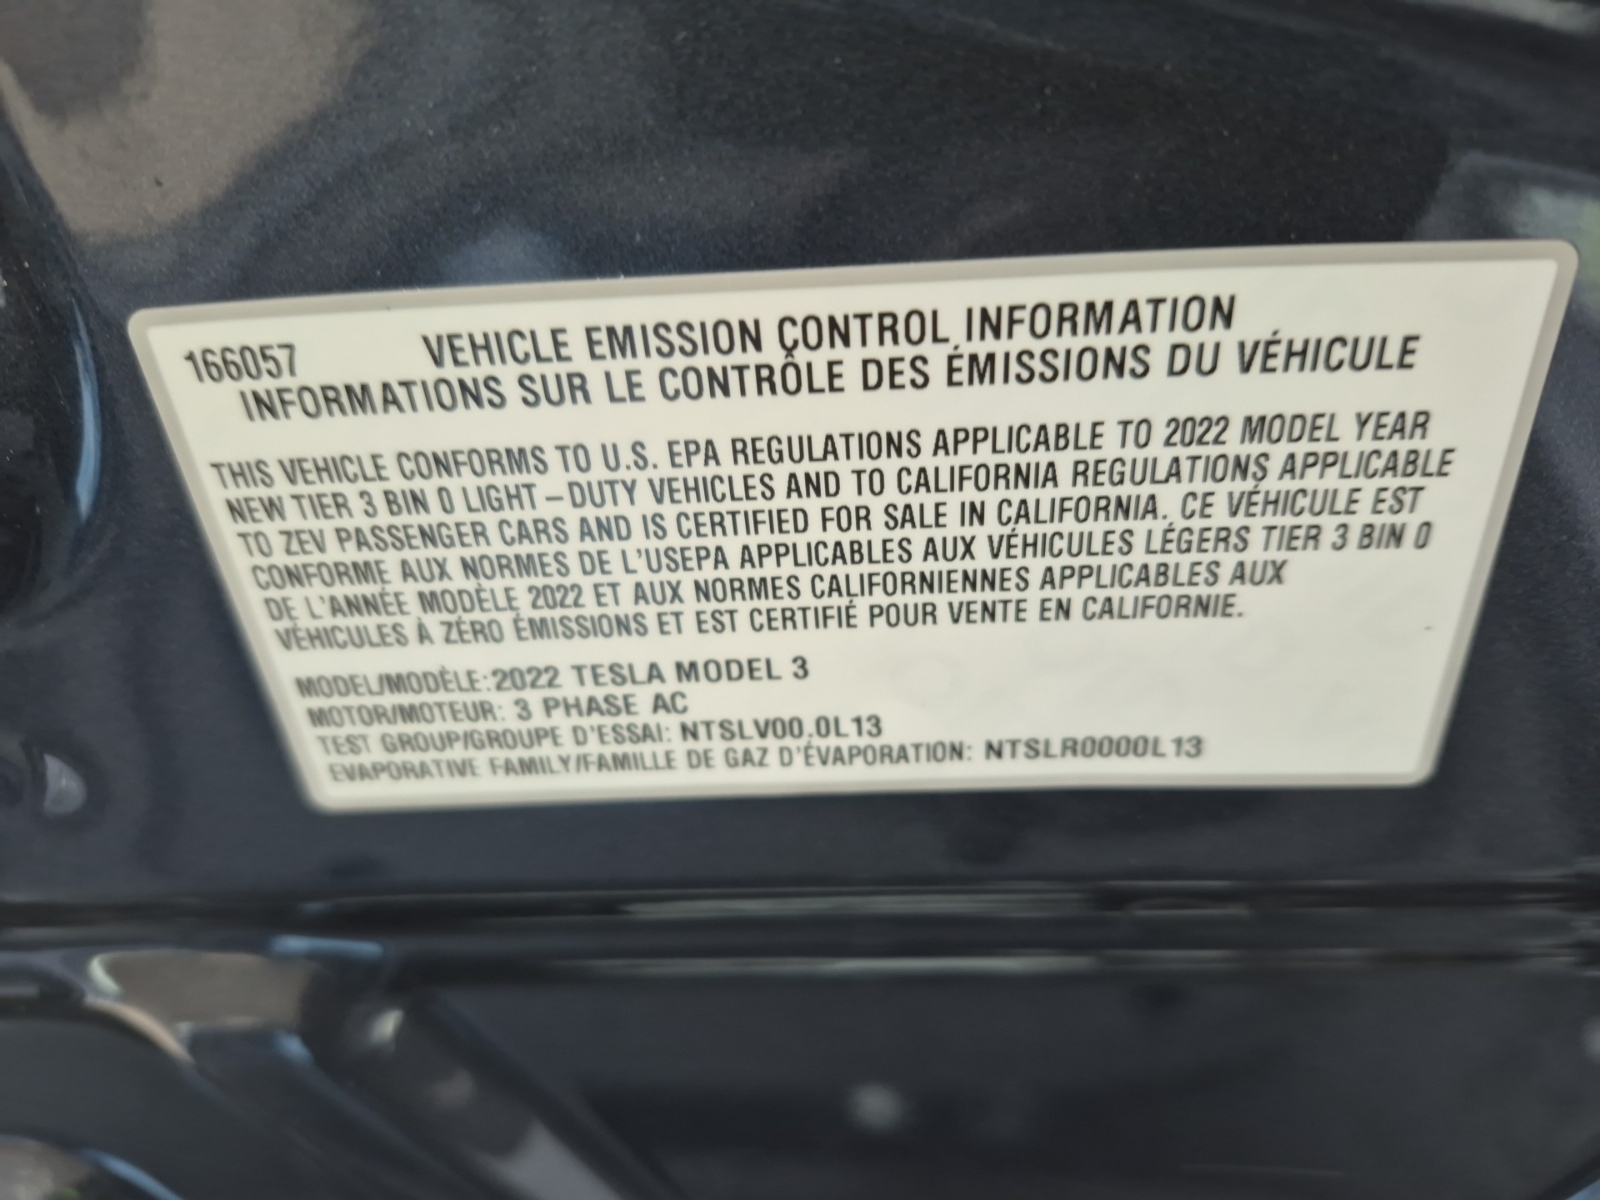 166057 VEHICLE EMISSION CONTROL INFORMATION
INFORMATIONS SUR LE CONTRÔLE DES ÉMISSIONS DU VÉHICULE
THIS VEHICLE CONFORMS TO U.S. EPA REGULATIONS APPLICABLE TO 2022 MODEL YEAR
NEW TIER 3 BIN 0 LIGHT-DUTY VEHICLES AND TO CALIFORNIA REGULATIONS APPLICABLE
TO ZEV PASSENGER CARS AND IS CERTIFIED FOR SALE IN CALIFORNIA. CE VÉHICULE EST
CONFORME AUX NORMES DE L'USEPA APPLICABLES AUX VÉHICULES LÉGERS TIER 3 BIN 0
DE L'ANNÉE MODÈLE 2022 ET AUX NORMES CALIFORNIENNES APPLICABLES AUX
VÉHICULES À ZÉRO ÉMISSIONS ET EST CERTIFIÉ POUR VENTE EN CALIFORNIE.
MODEL/MODÈLE:2022 TESLA MODEL 3
MOTOR/MOTEUR: 3 PHASE AC
TEST GROUP/GROUPE D'ESSAI: NTSLV00.0L13
EVAPORATIVE FAMILY/FAMILLE DE GAZ D'ÉVAPORATION: NTSLR0000L13